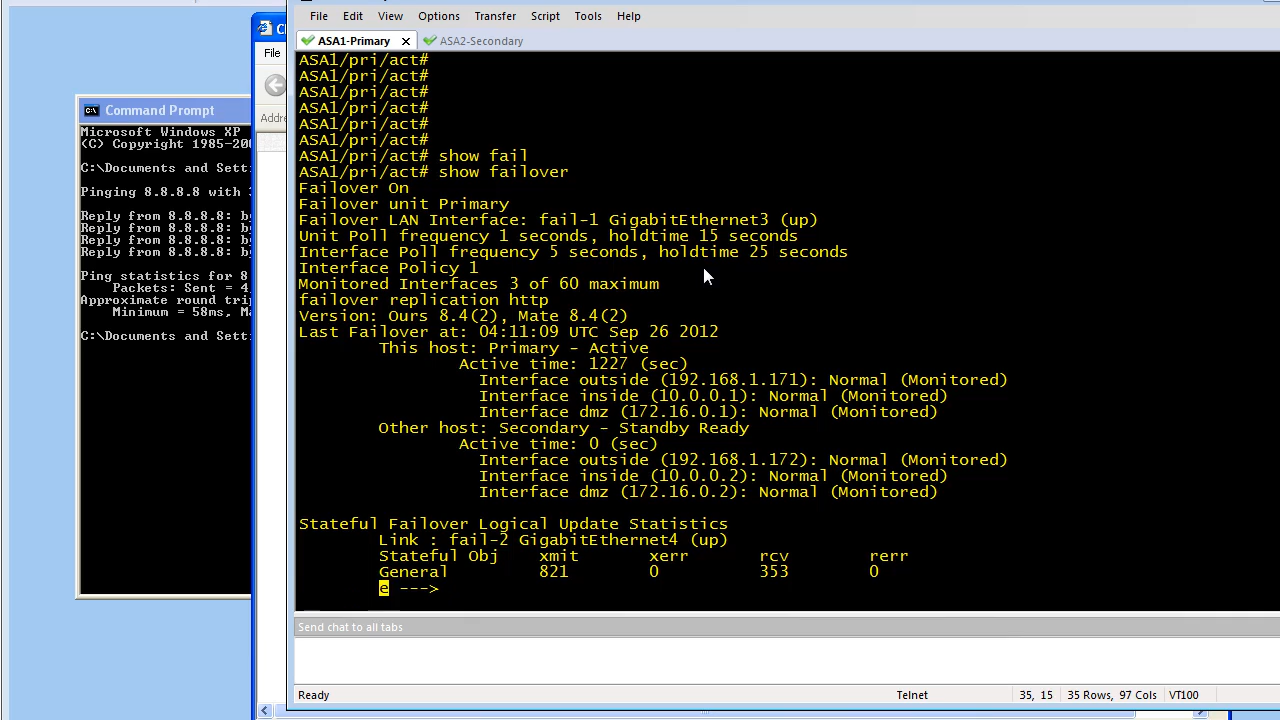 File Edit View Options Transfer Script Tools Help
ASA1-Primary ASA2-Secondary
ASA1/pri/act#
ASA1/pri/act#
ASA1/pri/act#
ASA1/pri/act#
ASA1/pri/act#
ASA1/pri/act#
ASA1/pri/act# show fail
ASA1/pri/act# show failover
Failover On
Failover unit Primary
Failover LAN Interface: fail-1 GigabitEthernet3 (up)
Unit Poll frequency 1 seconds, holdtime 15 seconds
Interface Poll frequency 5 seconds, holdtime 25 seconds
Interface Policy 1
Monitored Interfaces 3 of 60 maximum
failover replication http
Version: Ours 8.4(2), Mate 8.4(2)
Last Failover at: 04:11:09 UTC Sep 26 2012
This host: Primary - Active
Active time: 1227 (sec)
Interface outside (192.168.1.171): Normal (Monitored)
Interface inside (10.0.0.1): Normal (Monitored)
Interface dmz (172.16.0.1): Normal (Monitored)
Other host: Secondary - Standby Ready
Active time: 0 (sec)
Interface outside (192.168.1.172): Normal (Monitored)
Interface inside (10.0.0.2): Normal (Monitored)
Interface dmz (172.16.0.2): Normal (Monitored)
Stateful Failover Logical Update Statistics
Link : fail-2 GigabitEthernet4 (up)
Stateful Obj xmit xerr rcv rerr
General 821 0 353 0
e --->
Send chat to all tabs
Ready Telnet 35, 15 35 Rows, 97 Cols VT100
File
Command Prompt
Microsoft Windows XP
(C) Copyright 1985-200
C:\Documents and Sett
Pinging 8.8.8.8 with 3
Reply from 8.8.8.8: by
Reply from 8.8.8.8: by
Reply from 8.8.8.8: by
Reply from 8.8.8.8: by
Ping statistics for 8
Packets: Sent = 4,
Approximate round trip
Minimum = 58ms, Ma
C:\Documents and Sett